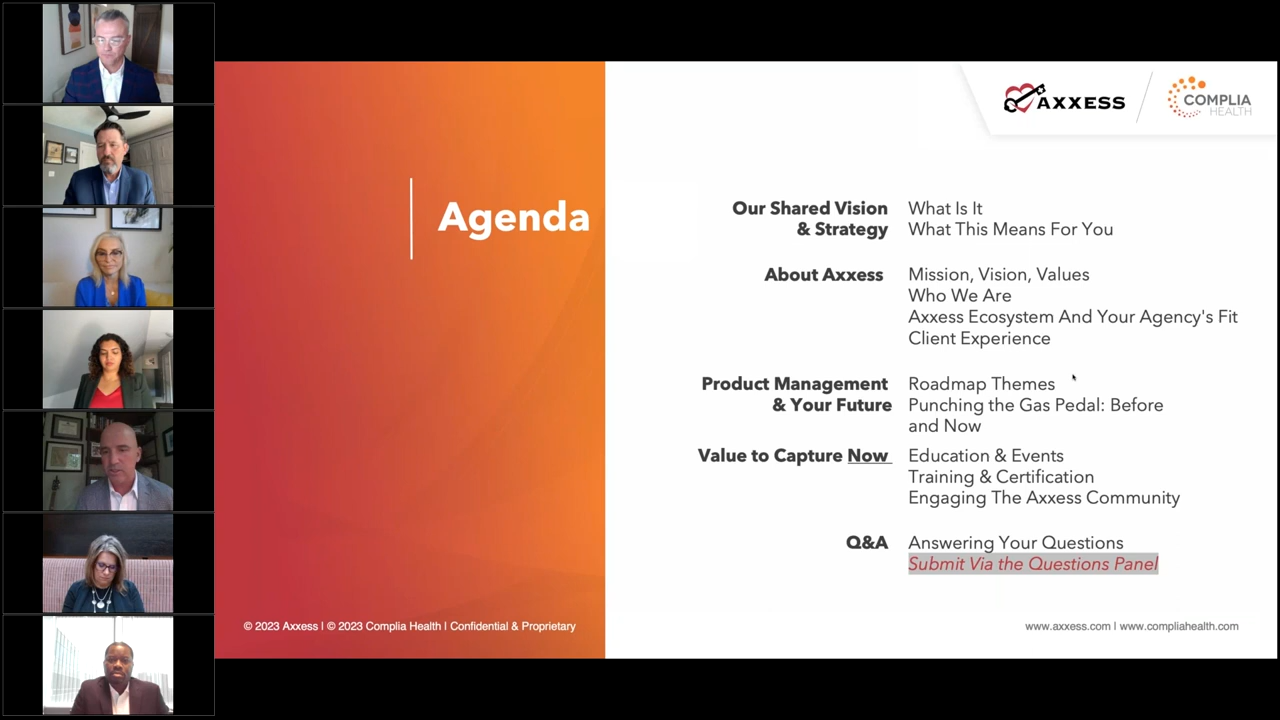 AXXESS
COMPLIA
HEALTH
Agenda
Our Shared Vision
& Strategy
What Is It
What This Means For You
About Axxess
Mission, Vision, Values
Who We Are
Axxess Ecosystem And Your Agency's Fit
Client Experience
Product Management
& Your Future
Roadmap Themes
Punching the Gas Pedal: Before
and Now
Value to Capture Now
Education & Events
Training & Certification
Engaging The Axxess Community
Q&A
Answering Your Questions
Submit Via the Questions Panel
© 2023 Axxess | © 2023 Complia Health | Confidential & Proprietary
www.axxess.com | www.compliahealth.com